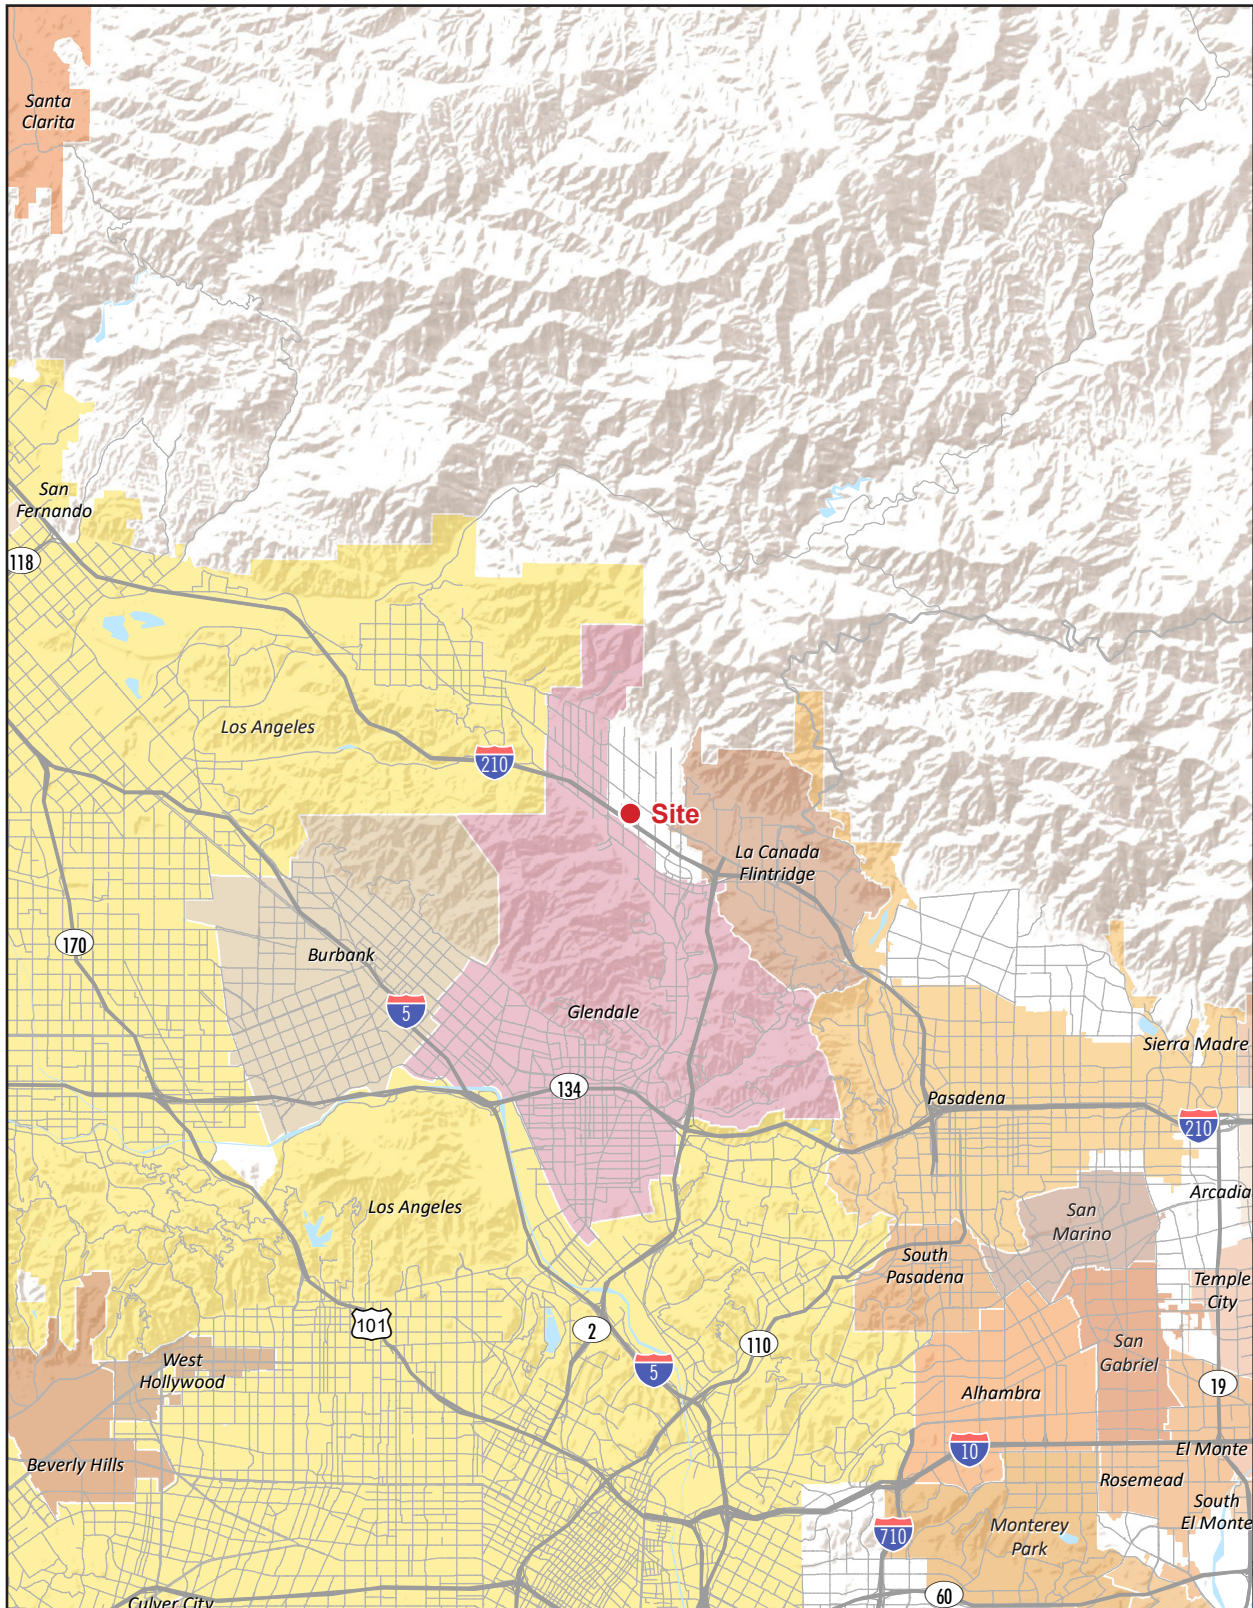 Santa
Clarita
San
Fernando
118
Los Angeles
210
Site
La Canada
Flintridge
170
Burbank
5
Glendale
Sierra Madre
134
Pasadena
210
Arcadia
San
Marino
Los Angeles
South
Pasadena
Temple
City
101
2
110
5
San
Gabriel
West
Hollywood
19
Alhambra
10
El Monte
Beverly Hills
Rosemead
South
El Monte
710
Monterey
Park
60
Culver City